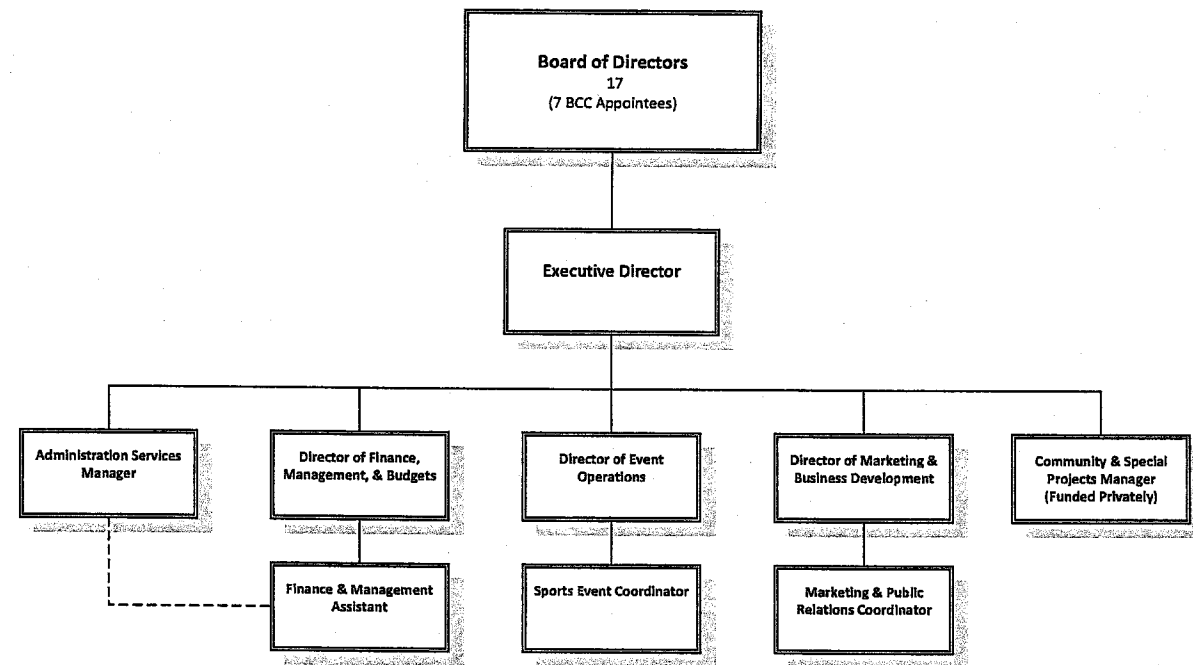 Board of Directors
17
(7 BCC Appointees)
Executive Director
Administration Services
Manager
Director of Finance,
Management, & Budgets
Director of Event
Operations
Director of Marketing &
Business Development
Community & Special
Projects Manager
(Funded Privately)
Finance & Management
Assistant
Sports Event Coordinator
Marketing & Public
Relations Coordinator